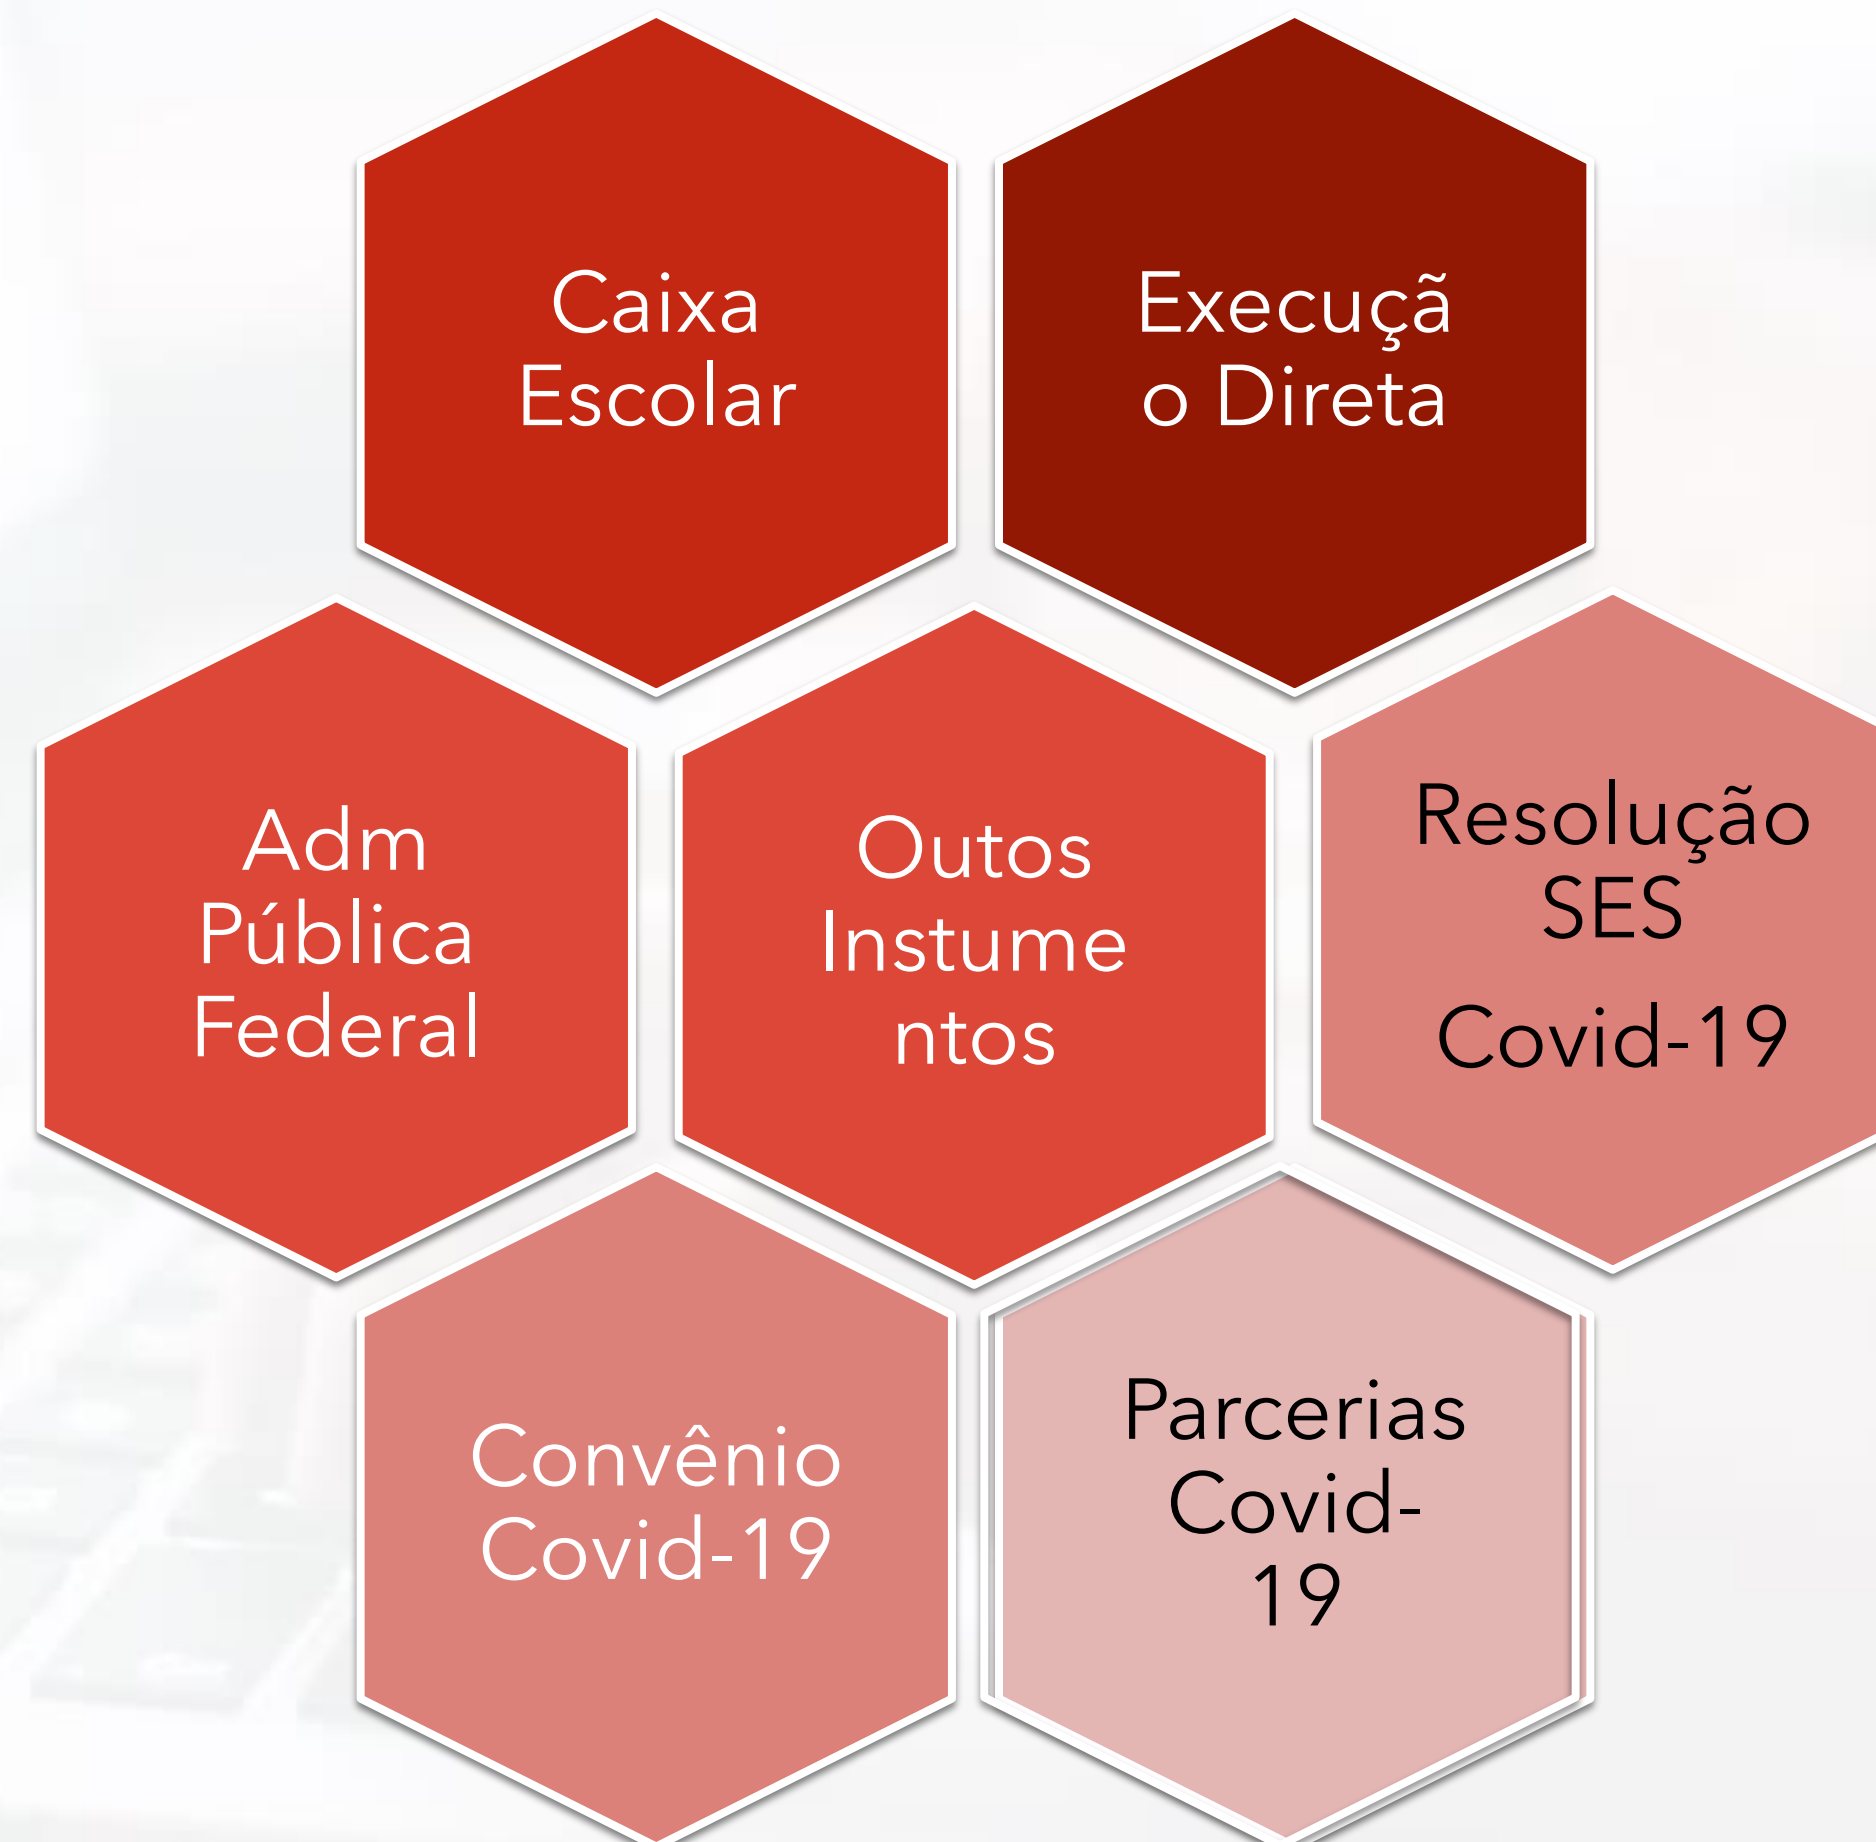 Caixa
Escolar
Execuçã
o Direta
Adm
Pública
Federal
Outos
Instume
ntos
Resolução
SES
Covid-19
Convênio
Covid-19
Parcerias
Covid-
19